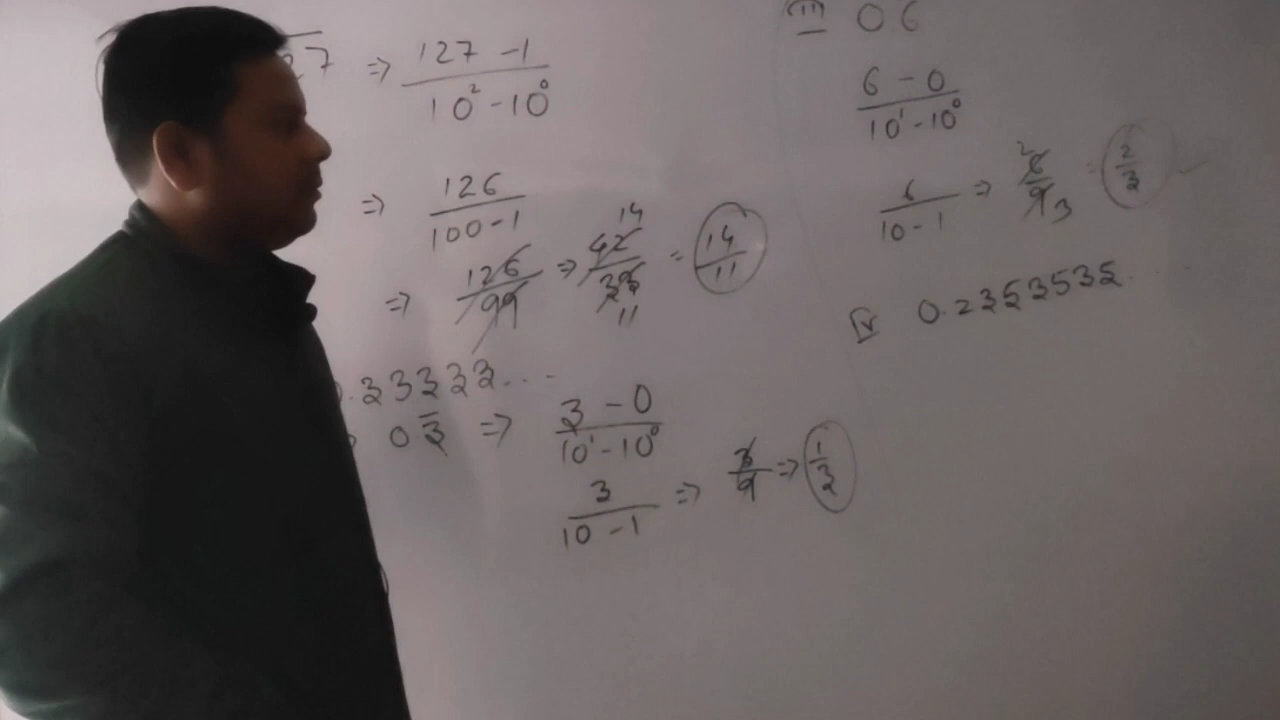 27 ⇒ 127 - 1 / 10² - 10⁰
⇒ 126 / 100 - 1
⇒ 126 / 99 ⇒ 42 / 33 14 11 = 14 / 11
.33333...
0.3̅ ⇒ 3 - 0 / 10¹ - 10⁰
3 / 10 - 1 ⇒ 3 / 9 ⇒ 1 / 3
(iii) 0.6
6 - 0 / 10¹ - 10⁰
6 / 10 - 1 ⇒ 6 / 9 2 3 = 2 / 3
0.2353535...